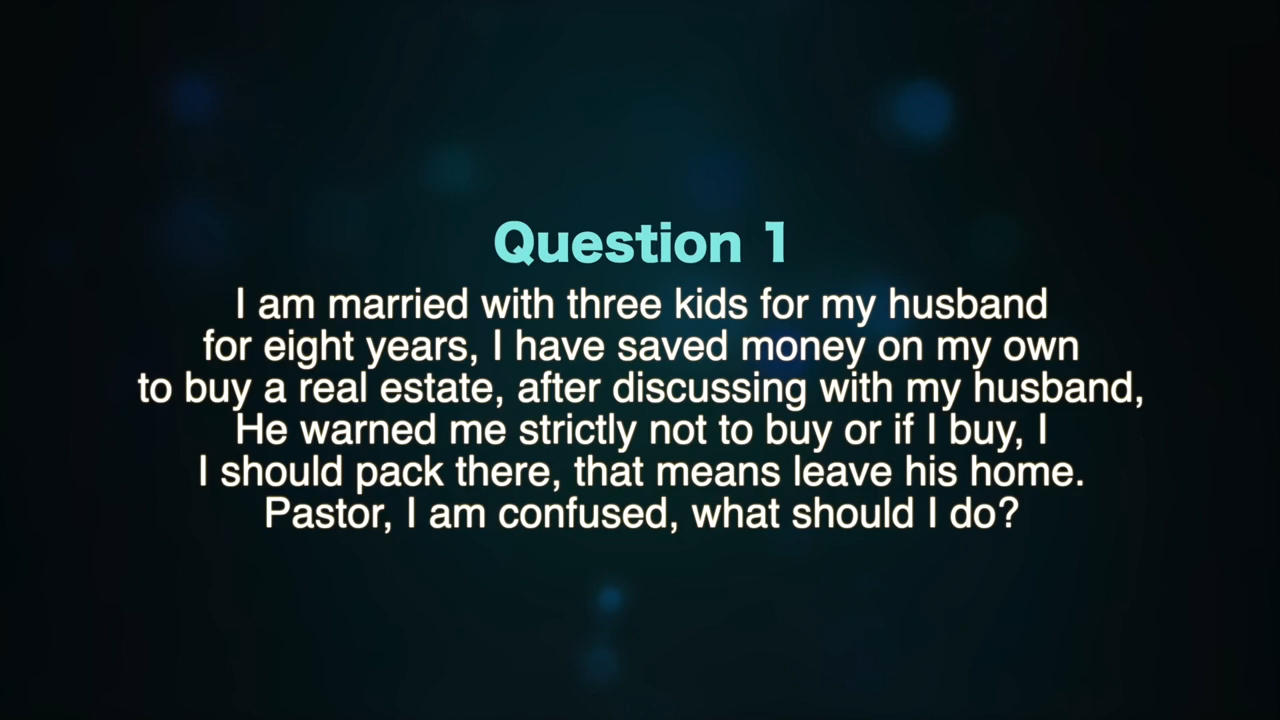 Question 1
I am married with three kids for my husband
for eight years, I have saved money on my own
to buy a real estate, after discussing with my husband,
He warned me strictly not to buy or if I buy, I
I should pack there, that means leave his home.
Pastor, I am confused, what should I do?